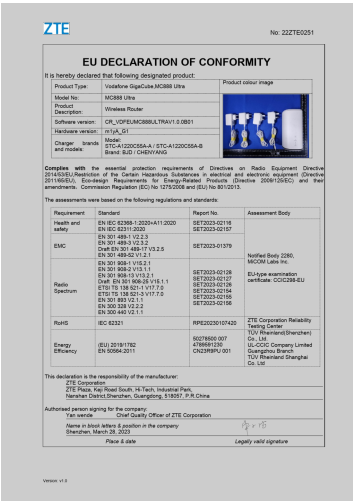 ZTE
No: 22ZTE0251
EU DECLARATION OF CONFORMITY
It is hereby declared that following designated product:
Product Type: Vodafone GigaCube,MC888 Ultra
Product colour image
Model No: MC888 Ultra
Product Description: Wireless Router
Software version: CR_VDFEUMC888ULTRAV1.0.0B01
Hardware version: m1yA_G1
Charger brands and models:
Model:
STC-A1220C55A-A / STC-A1220C55A-B
Brand: BJD / CHENYANG
Complies with the essential protection requirements of Directives on Radio Equipment Directive
2014/53/EU,Restriction of the Certain Hazardous Substances in electrical and electronic equipment (Directive
2011/65/EU), Eco-design Requirements for Energy-Related Products (Directive 2009/125/EC) and their
amendments. Commission Regulation (EC) No 1275/2008 and (EU) No 801/2013.
The assessments were based on the following regulations and standards:
Requirement Standard Report No. Assessment Body
Health and safety
EN IEC 62368-1:2020+A11:2020
EN IEC 62311:2020
SET2023-02116
SET2023-02157
EMC
EN 301 489-1 V2.2.3
EN 301 489-3 V2.3.2
Draft EN 301 489-17 V3.2.5
EN 301 489-52 V1.2.1
SET2023-01379
Radio Spectrum
EN 301 908-1 V15.2.1
EN 301 908-2 V13.1.1
EN 301 908-13 V13.2.1
Draft EN 301 908-25 V15.1.1
ETSI TS 138 521-1 V17.7.0
ETSI TS 138 521-3 V17.7.0
EN 301 893 V2.1.1
EN 300 328 V2.2.2
EN 300 440 V2.1.1
SET2023-02128
SET2023-02127
SET2023-02126
SET2023-02154
SET2023-02155
SET2023-02156
Notified Body 2280,
MiCOM Labs Inc.
EU-type examination
certificate: CCIC298-EU
RoHS IEC 62321 RPE20230107420
ZTE Corporation Reliability
Testing Center
Energy Efficiency
(EU) 2019/1782
EN 50564:2011
50278500 007
4789591230
CN23R9PU 001
TÜV Rheinland(Shenzhen)
Co., Ltd.
UL-CCIC Company Limited
Guangzhou Branch
TÜV Rheinland Shanghai
Co. Ltd
This declaration is the responsibility of the manufacturer:
ZTE Corporation
ZTE Plaza, Keji Road South, Hi-Tech, Industrial Park,
Nanshan District,Shenzhen, Guangdong, 518057, P.R.China
Authorised person signing for the company:
Yan wende Chief Quality Officer of ZTE Corporation
Name in block letters & position in the company
Shenzhen, March 28, 2023
Place & date
Legally valid signature
Version v1.0